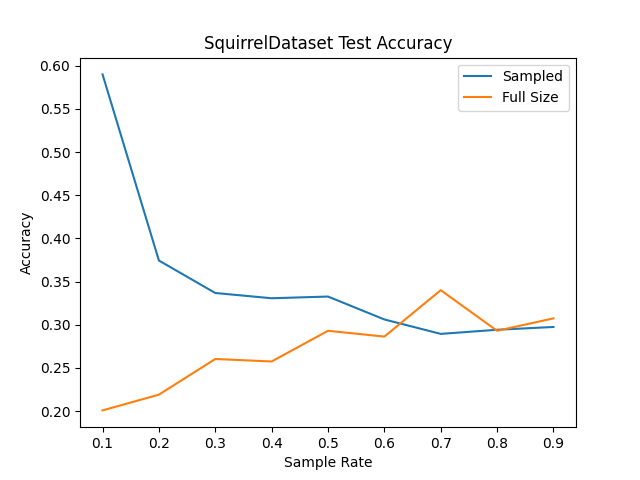 SquirrelDataset Test Accuracy
Sampled
Full Size
0.60
0.55
0.50
0.45
0.40
0.35
0.30
0.25
0.20
Accuracy
0.1 0.2 0.3 0.4 0.5 0.6 0.7 0.8 0.9
Sample Rate